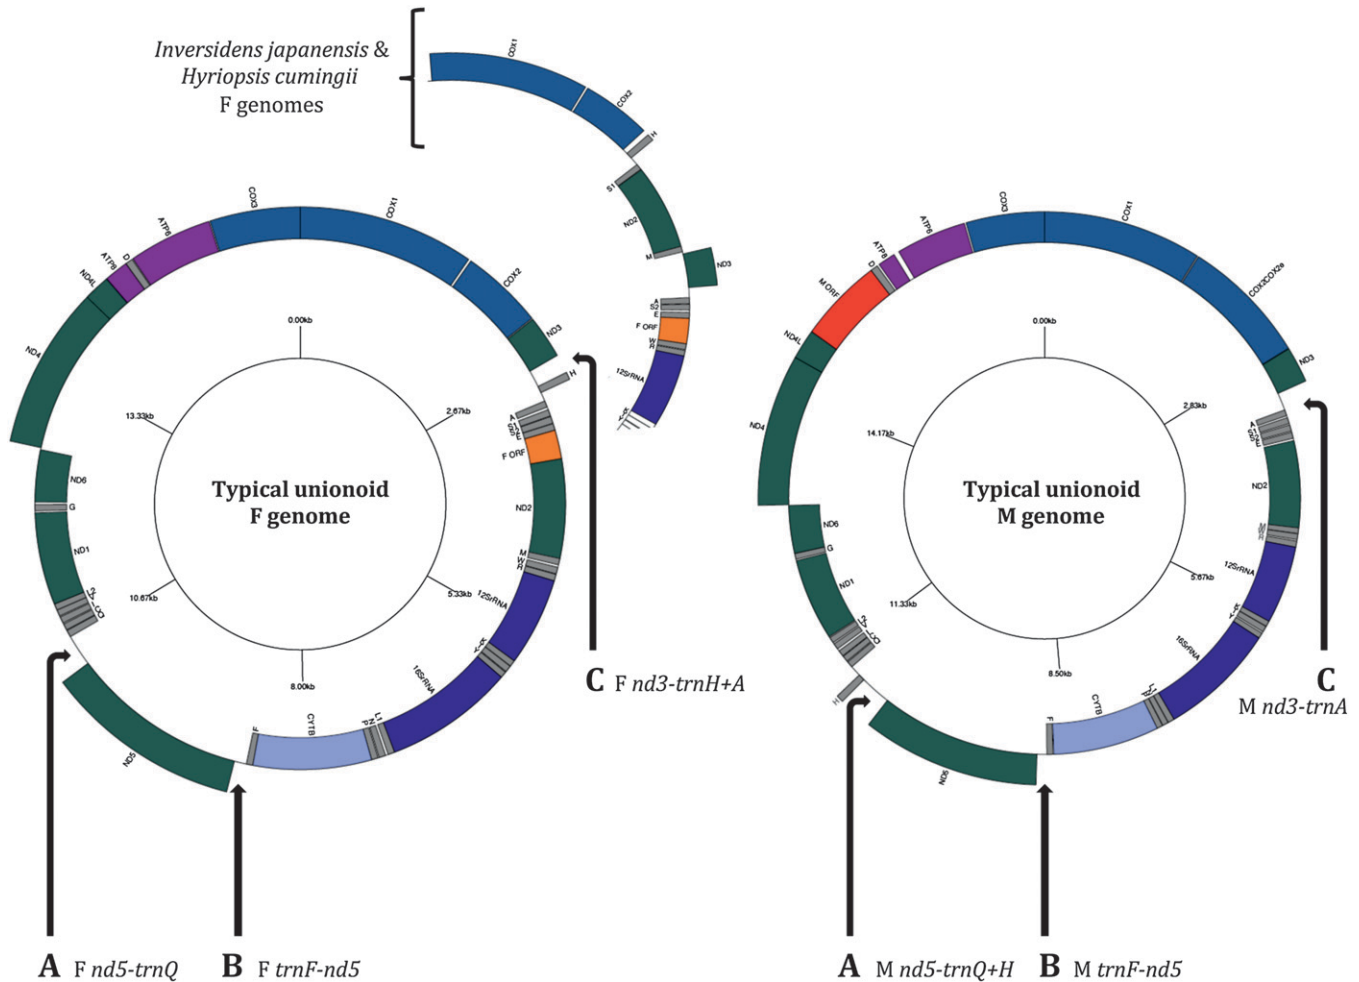 Inversidens japanensis &
Hyriopsis cumingii
F genomes
COX1
COX2
H
S1
ND2
M
ND3
A
S2
E
F ORF
W
R
12SrRNA
COX3
COX1
COX2
ND3
H
A
F ORF
ND2
M
W
R
12SrRNA
16SrRNA
L1
N
P
CYTB
F
ND5
ND1
G
ND6
ND4
ND4L
ATP8
D
ATP6
0.00kb
2.67kb
5.33kb
8.00kb
10.67kb
13.33kb
Typical unionoid
F genome
C F nd3-trnH+A
A F nd5-trnQ
B F trnF-nd5
COX3
COX1
COX2COX2e
ND3
A
ND2
12SrRNA
16SrRNA
CYTB
F
ND5
H
ND1
G
ND6
ND4
ND4L
M ORF
D
ATP8
ATP6
0.00kb
2.83kb
5.67kb
8.50kb
11.33kb
14.17kb
Typical unionoid
M genome
C
M nd3-trnA
A M nd5-trnQ+H
B M trnF-nd5